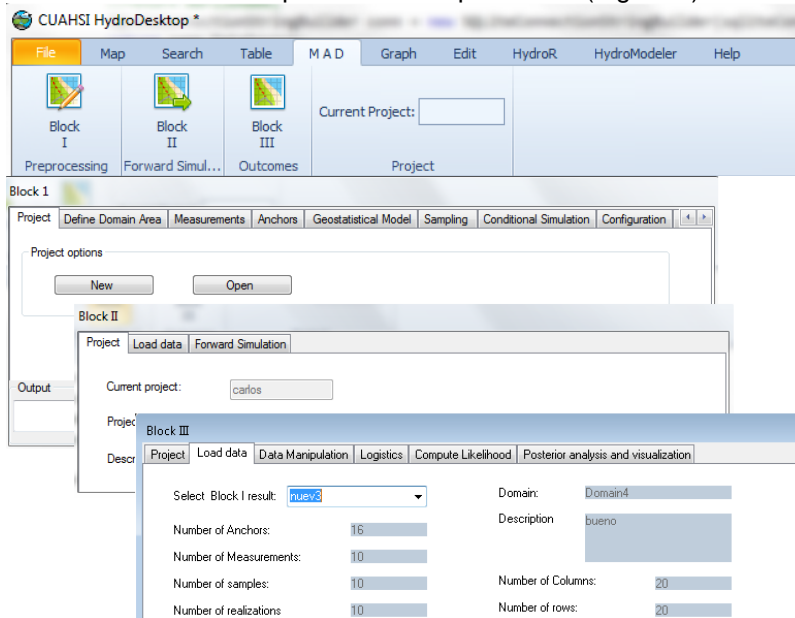 CUAHSI HydroDesktop *
File Map Search Table M A D Graph Edit HydroR HydroModeler Help
Block I Block II Block III
Current Project:
Preprocessing Forward Simul... Outcomes Project
Block 1
Project Define Domain Area Measurements Anchors Geostatistical Model Sampling Conditional Simulation Configuration
Project options
New Open
Block II
Project Load data Forward Simulation
Output
Current project: carlos
Projec
Descr
Block III
Project Load data Data Manipulation Logistics Compute Likelihood Posterior analysis and visualization
Select Block I result: nuev3 Domain: Domain4
Description bueno
Number of Anchors: 16
Number of Measurements: 10
Number of samples: 10 Number of Columns: 20
Number of realizations 10 Number of rows: 20